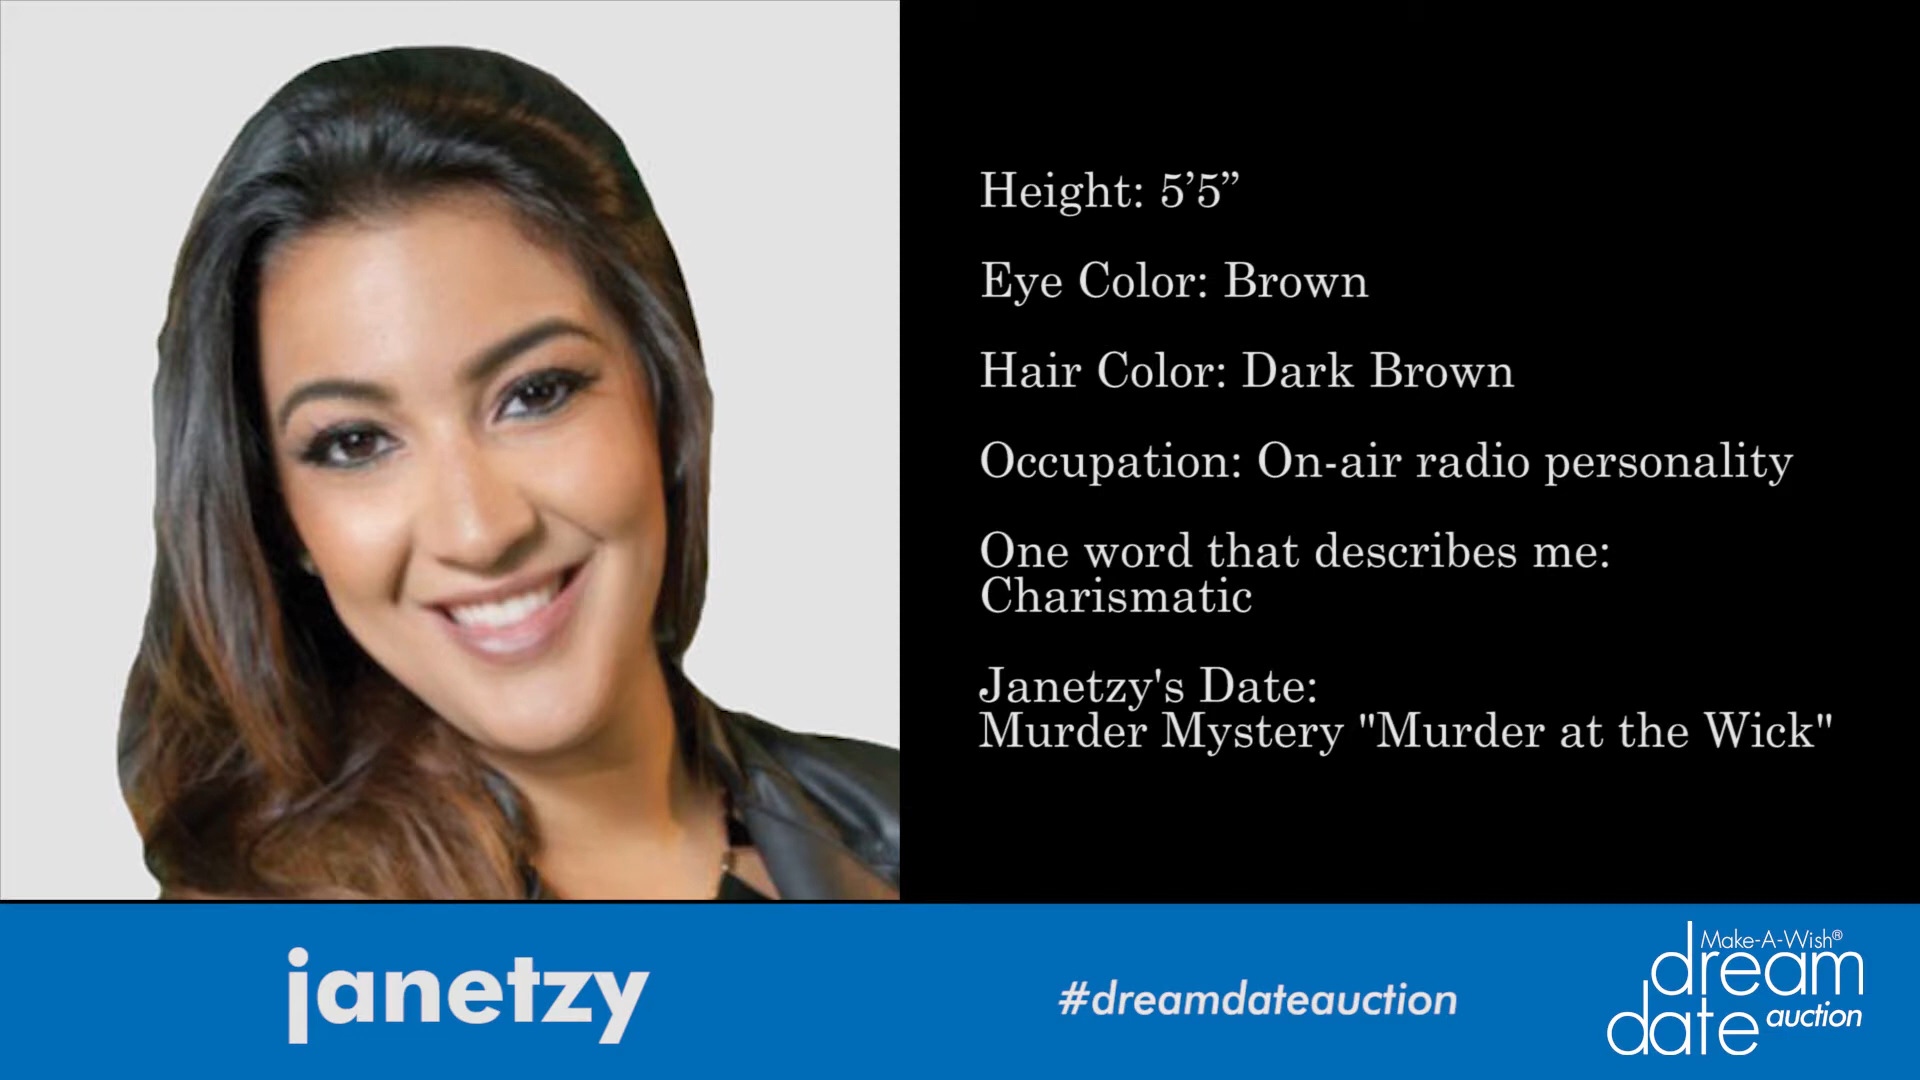 Height: 5’5”
Eye Color: Brown
Hair Color: Dark Brown
Occupation: On-air radio personality
One word that describes me:
Charismatic
Janetzy's Date:
Murder Mystery "Murder at the Wick"
janetzy
#dreamdateauction
Make-A-Wish®
dream
date auction